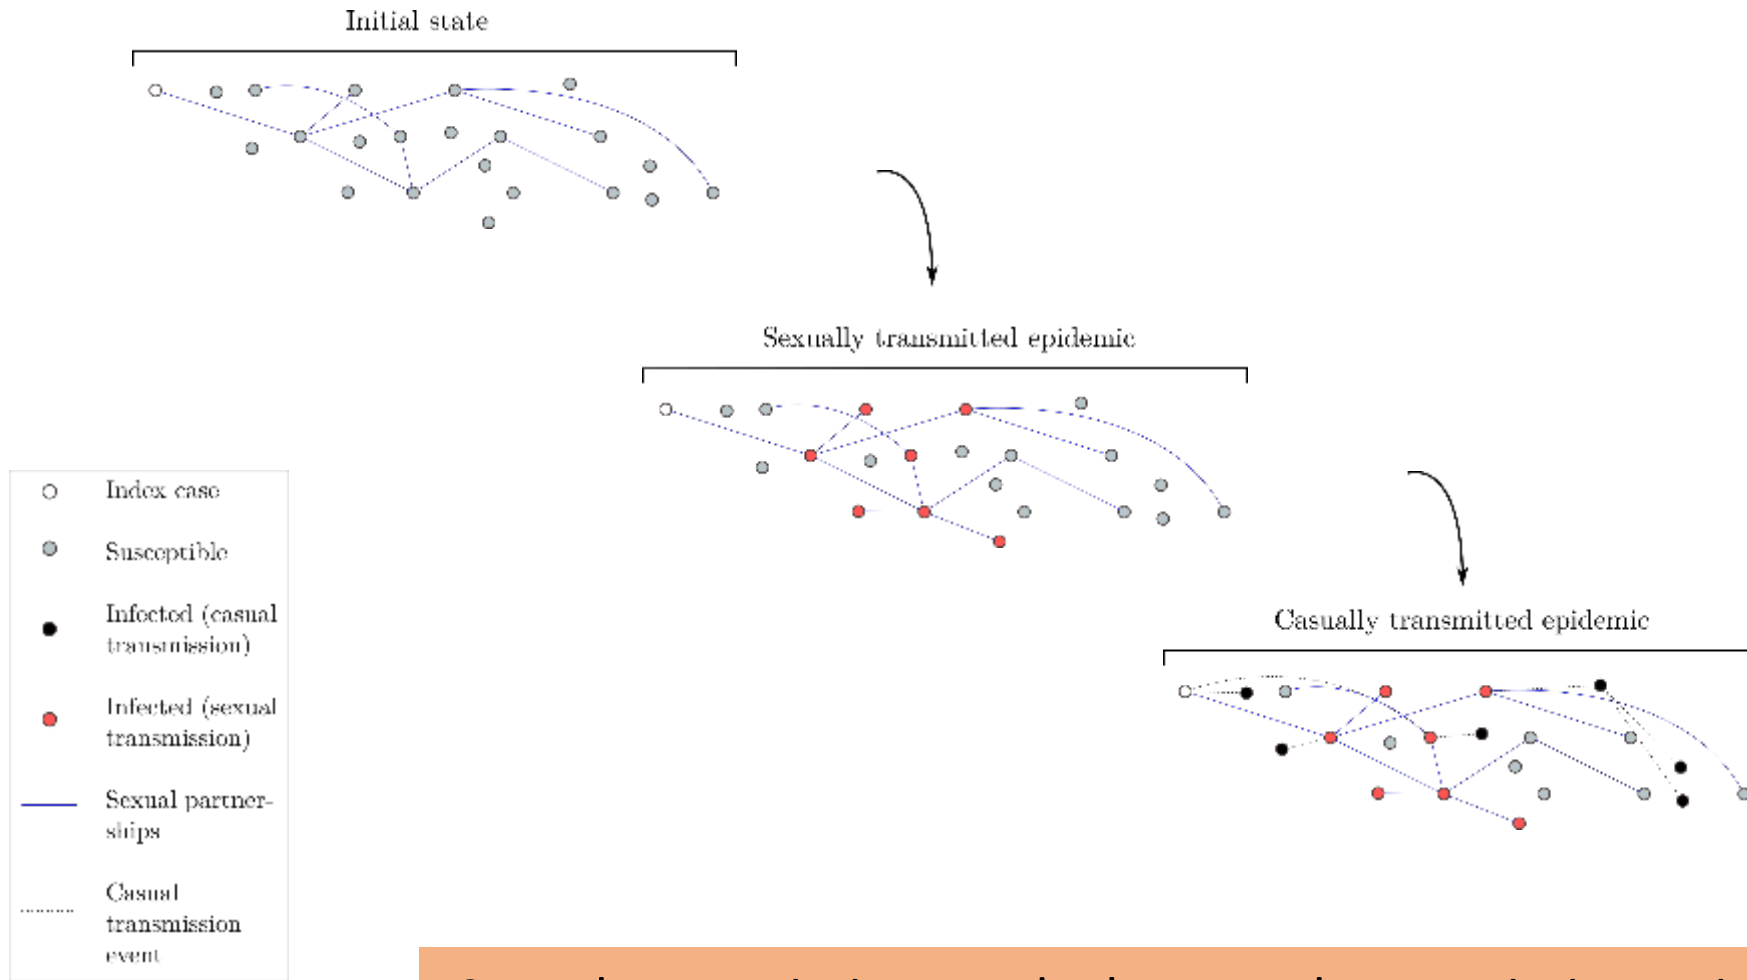 Initial state
Sexually transmitted epidemic
Casually transmitted epidemic
Index case
Susceptible
Infected (casual
transmission)
Infected (sexual
transmission)
Sexual partner-
ships
Casual
transmission
event